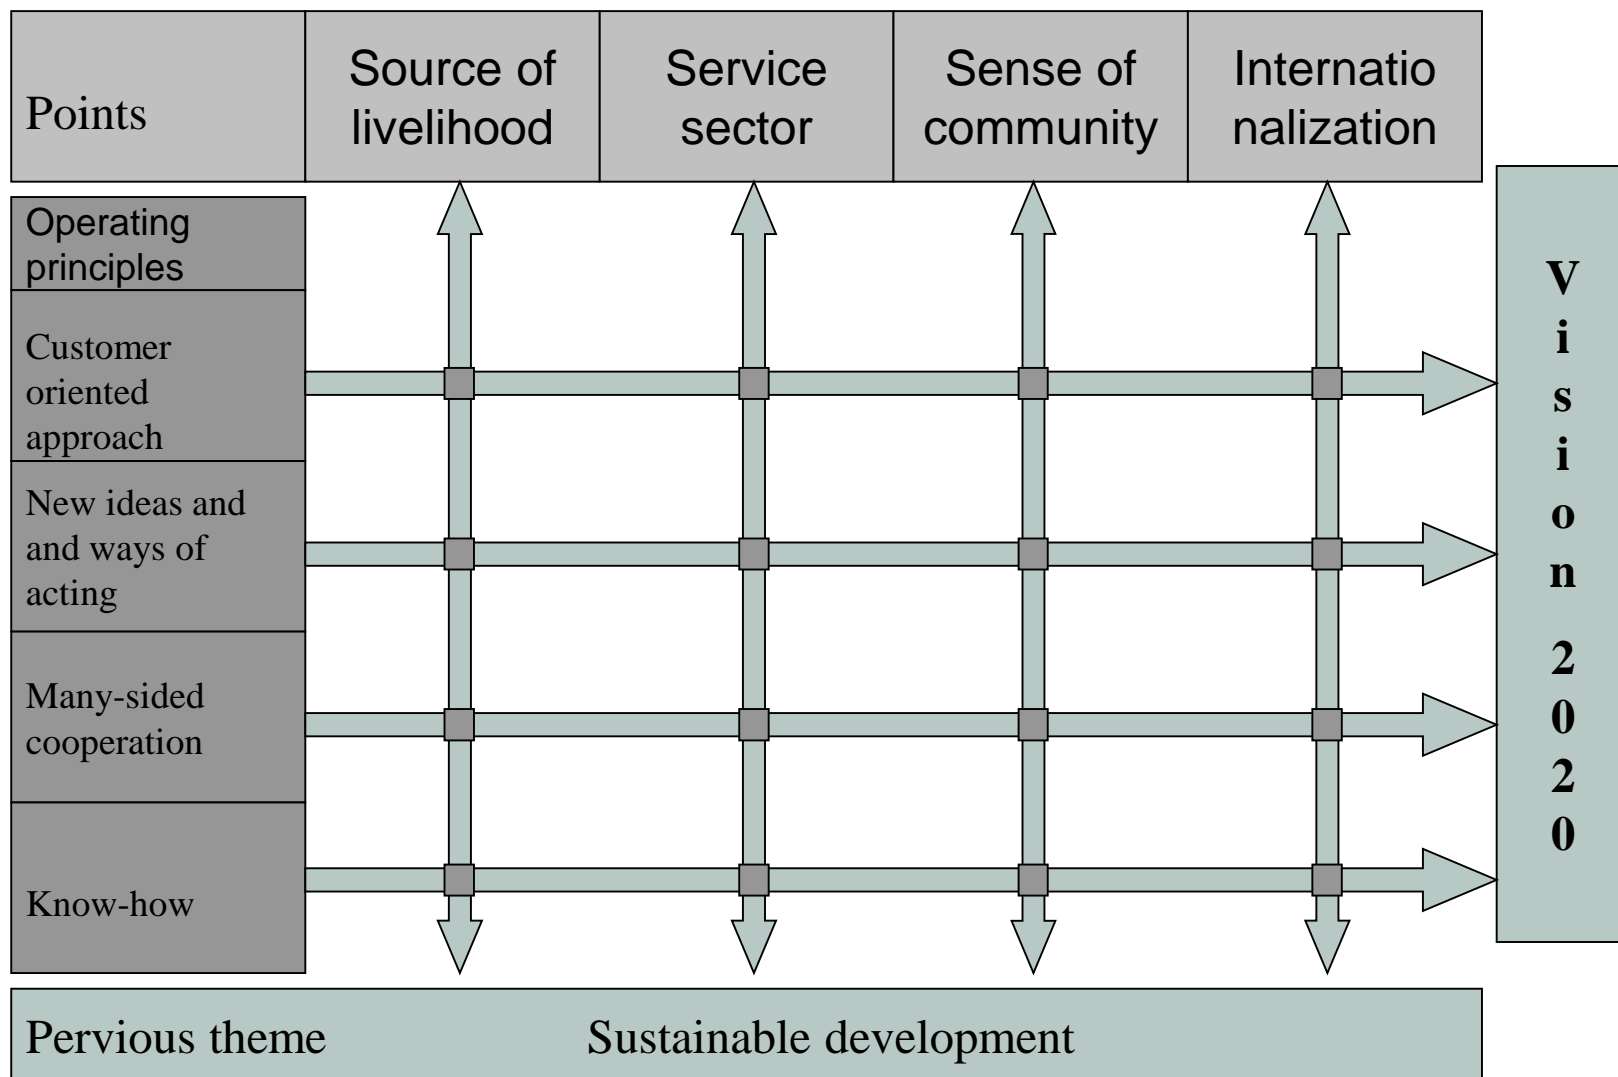 Points
Source of
livelihood
Service
sector
Sense of
community
Internatio
nalization
Operating
principles
Customer
oriented
approach
New ideas and
and ways of
acting
Many-sided
cooperation
Know-how
V
i
s
i
o
n
2
0
2
0
Pervious theme Sustainable development